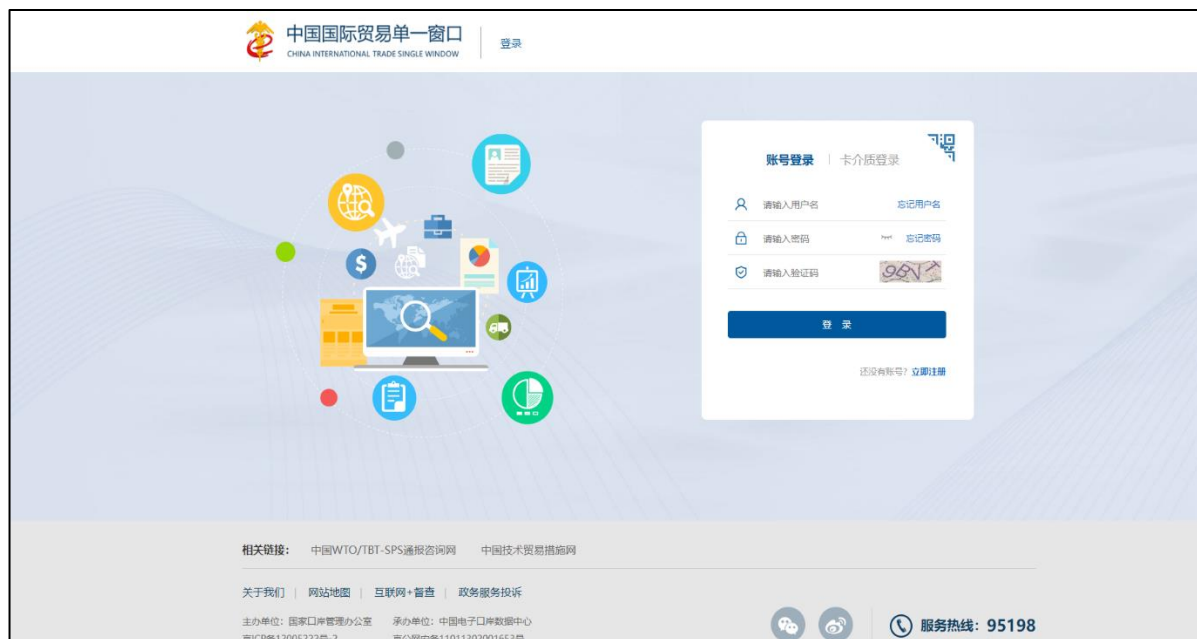 中国国际贸易单一窗口
CHINA INTERNATIONAL TRADE SINGLE WINDOW
登录
账号登录 卡介质登录
请输入用户名 忘记用户名
请输入密码 忘记密码
请输入验证码
登 录
还没有账号? 立即注册
相关链接: 中国WTO/TBT-SPS通报咨询网 中国技术贸易措施网
关于我们 | 网站地图 | 互联网+督查 | 政务服务投诉
主办单位: 国家口岸管理办公室 承办单位: 中国电子口岸数据中心
服务热线: 95198